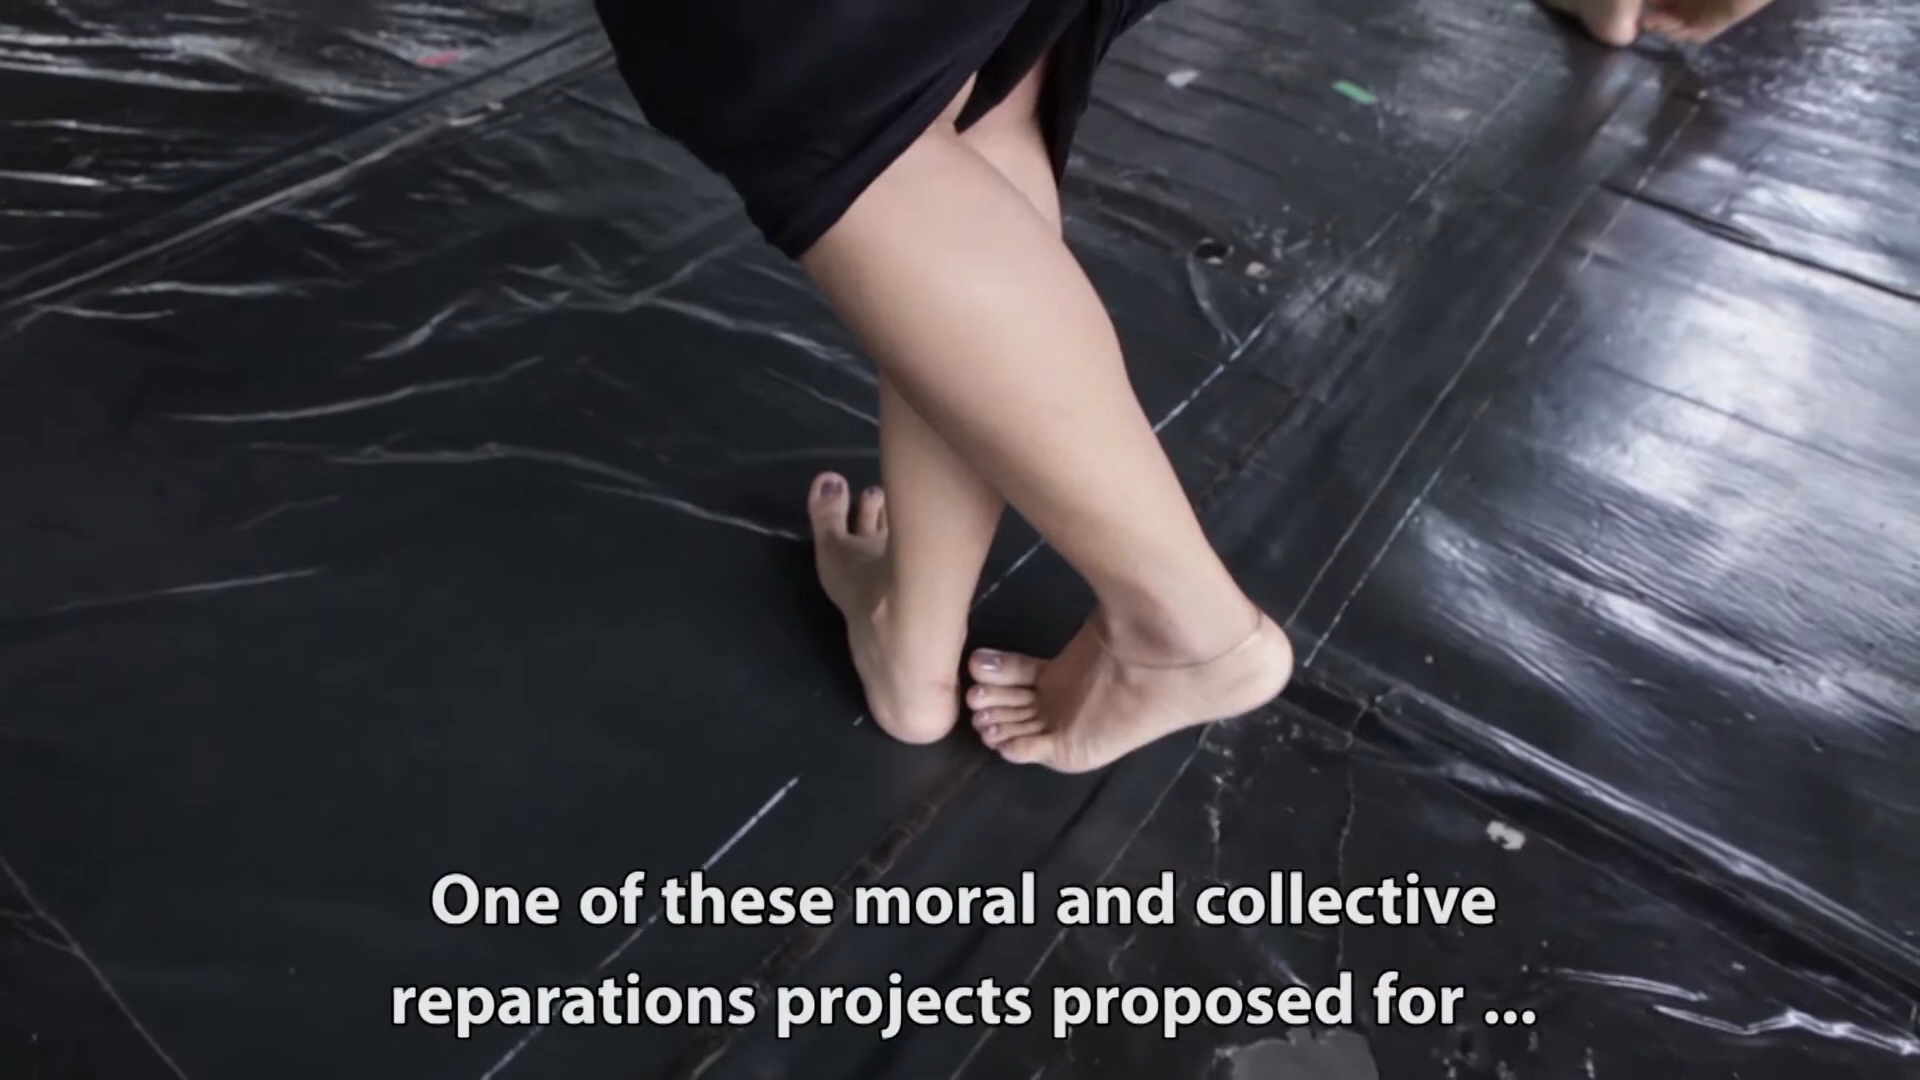 One of these moral and collective
reparations projects proposed for ...